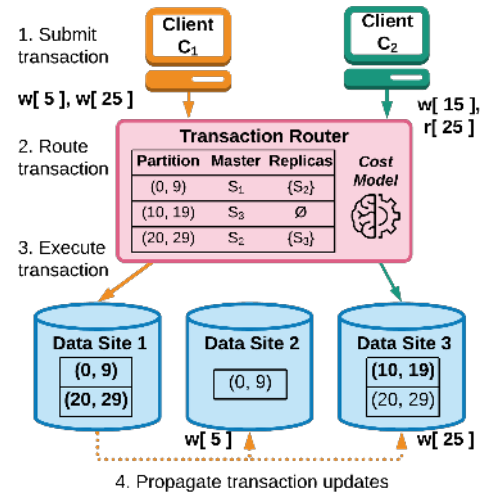 1. Submit
transaction
Client
C₁
Client
C₂
w[ 5 ], w[ 25 ]
w[ 15 ],
r[ 25 ]
2. Route
transaction
Transaction Router
Partition Master Replicas
(0, 9) S₁ {S₂}
(10, 19) S₃ Ø
(20, 29) S₂ {S₃}
Cost
Model
3. Execute
transaction
Data Site 1
(0, 9)
(20, 29)
Data Site 2
(0, 9)
Data Site 3
(10, 19)
(20, 29)
w[ 5 ]
w[ 25 ]
4. Propagate transaction updates